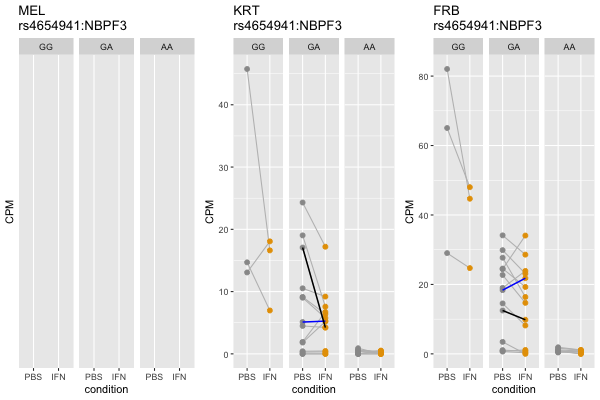 MEL
rs4654941:NBPF3
GG GA AA
CPM
PBS IFN PBS IFN PBS IFN
condition
KRT
rs4654941:NBPF3
GG GA AA
CPM
40
30
20
10
0
PBS IFN PBS IFN PBS IFN
condition
FRB
rs4654941:NBPF3
GG GA AA
CPM
80
60
40
20
0
PBS IFN PBS IFN PBS IFN
condition